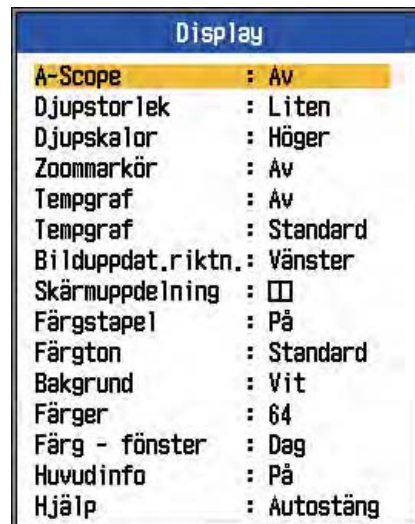 Display
A-Scope : Av
Djupstorlek : Liten
Djupskalor : Höger
Zoommarkör : Av
Tempgraf : Av
Tempgraf : Standard
Bilduppdat.riktn.: Vänster
Skärmuppdelning :
Färgstapel : På
Färgton : Standard
Bakgrund : Vit
Färger : 64
Färg - fönster : Dag
Huvudinfo : På
Hjälp : Autostäng